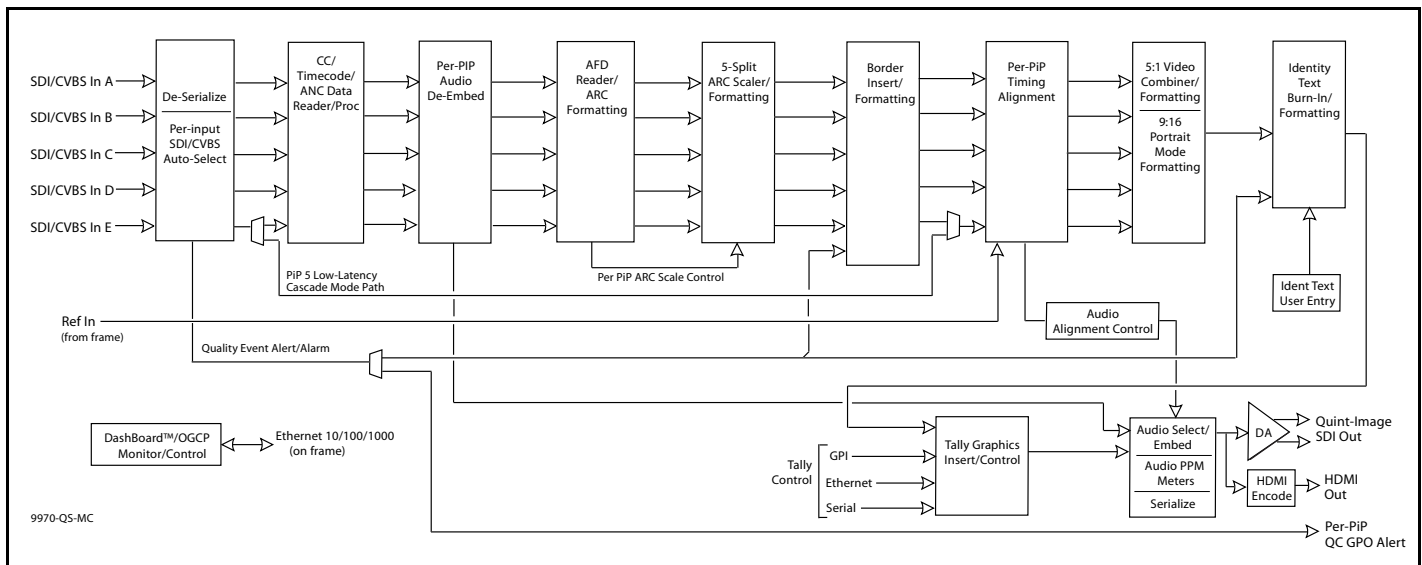 SDI/CVBS In A
SDI/CVBS In B
SDI/CVBS In C
SDI/CVBS In D
SDI/CVBS In E
De-Serialize
Per-input
SDI/CVBS
Auto-Select
CC/
Timecode/
ANC Data
Reader/Proc
Per-PIP
Audio
De-Embed
AFD
Reader/
ARC
Formatting
5-Split
ARC Scaler/
Formatting
Border
Insert/
Formatting
Per-PiP
Timing
Alignment
5:1 Video
Combiner/
Formatting
9:16
Portrait
Mode
Formatting
Identity
Text
Burn-In/
Formatting
PiP 5 Low-Latency
Cascade Mode Path
Per PiP ARC Scale Control
Ident Text
User Entry
Ref In
(from frame)
Audio
Alignment Control
Quality Event Alert/Alarm
DashBoard™/OGCP
Monitor/Control
Ethernet 10/100/1000
(on frame)
Tally
Control
GPI
Ethernet
Serial
Tally Graphics
Insert/Control
Audio Select/
Embed
Audio PPM
Meters
Serialize
DA
Quint-Image
SDI Out
HDMI
Encode
HDMI
Out
9970-QS-MC
Per-PiP
QC GPO Alert